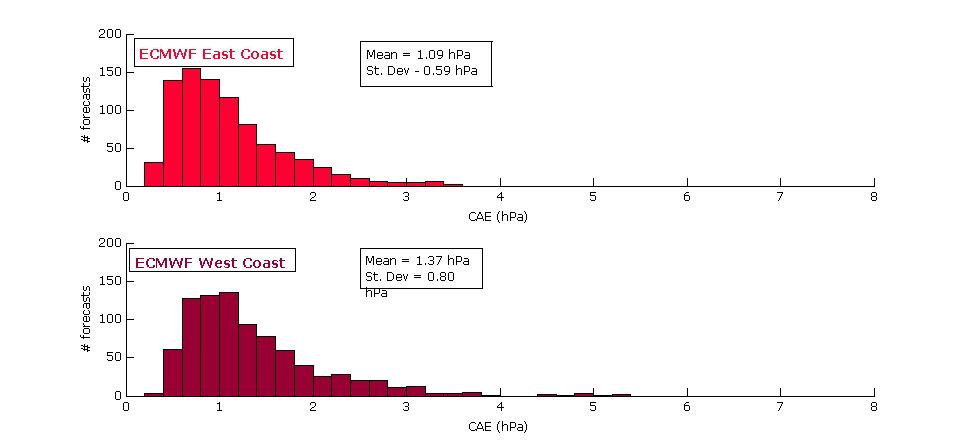 200
ECMWF East Coast
Mean = 1.09 hPa
St. Dev - 0.59 hPa
150
# forecasts
100
50
0
0 1 2 3 4 5 6 7 8
CAE (hPa)
200
ECMWF West Coast
Mean = 1.37 hPa
St. Dev = 0.80
hPa
150
# forecasts
100
50
0
0 1 2 3 4 5 6 7 8
CAE (hPa)